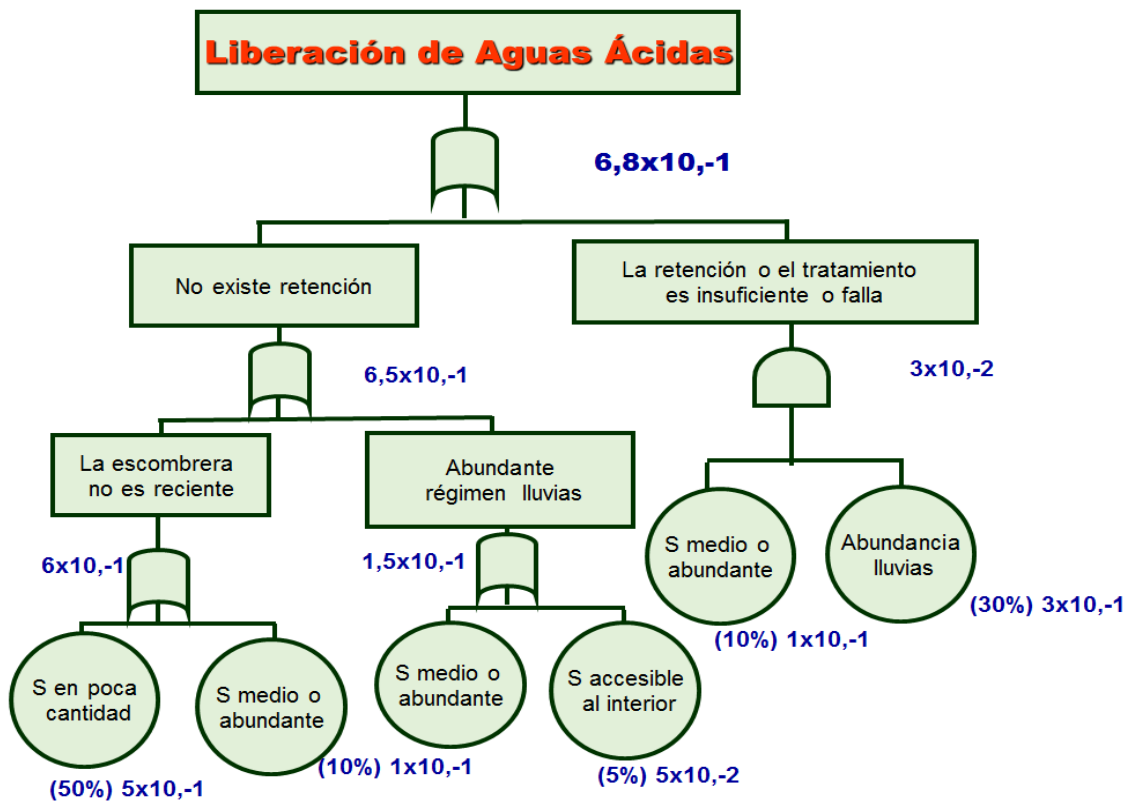 Liberación de Aguas Ácidas
6,8x10,-1
No existe retención
La retención o el tratamiento
es insuficiente o falla
6,5x10,-1
3x10,-2
La escombrera
no es reciente
Abundante
régimen lluvias
6x10,-1
1,5x10,-1
S medio o
abundante
Abundancia
lluvias
(10%) 1x10,-1
(30%) 3x10,-1
S en poca
cantidad
S medio o
abundante
S medio o
abundante
S accesible
al interior
(50%) 5x10,-1
(10%) 1x10,-1
(5%) 5x10,-2